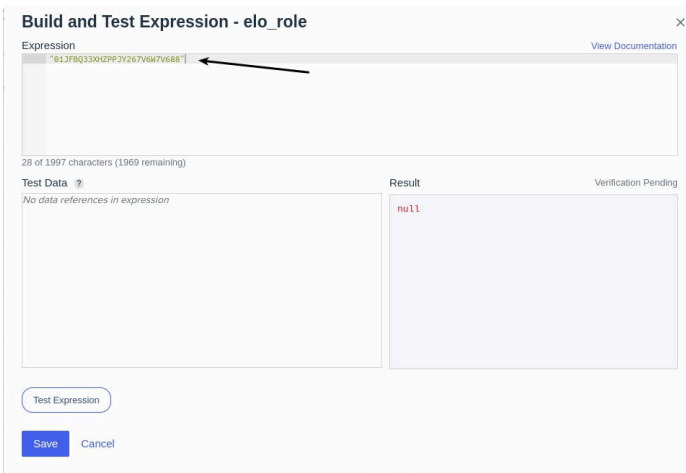 Build and Test Expression - elo_role
×
Expression
View Documentation
"01JFBQ33XHZPPJY267V6W7V688"
28 of 1997 characters (1969 remaining)
Test Data ?
Result
Verification Pending
No data references in expression
null
Test Expression
Save
Cancel